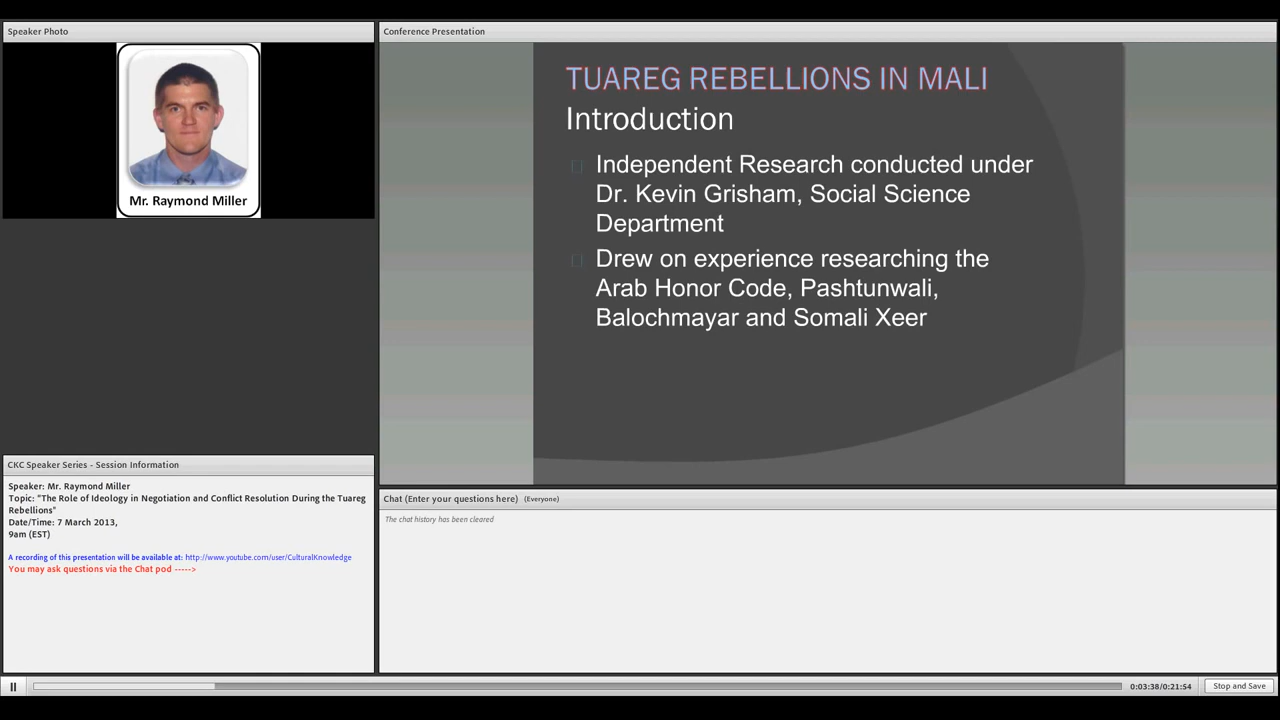 Speaker Photo
Mr. Raymond Miller
Conference Presentation
TUAREG REBELLIONS IN MALI
Introduction
Independent Research conducted under
Dr. Kevin Grisham, Social Science
Department
Drew on experience researching the
Arab Honor Code, Pashtunwali,
Balochmayar and Somali Xeer
CKC Speaker Series - Session Information
Speaker: Mr. Raymond Miller
Topic: "The Role of Ideology in Negotiation and Conflict Resolution During the Tuareg
Rebellions"
Date/Time: 7 March 2013,
9am (EST)
A recording of this presentation will be available at: http://www.youtube.com/user/CulturalKnowledge
You may ask questions via the Chat pod ----->
Chat (Enter your questions here) (Everyone)
The chat history has been cleared
0:03:38/0:21:54
Stop and Save